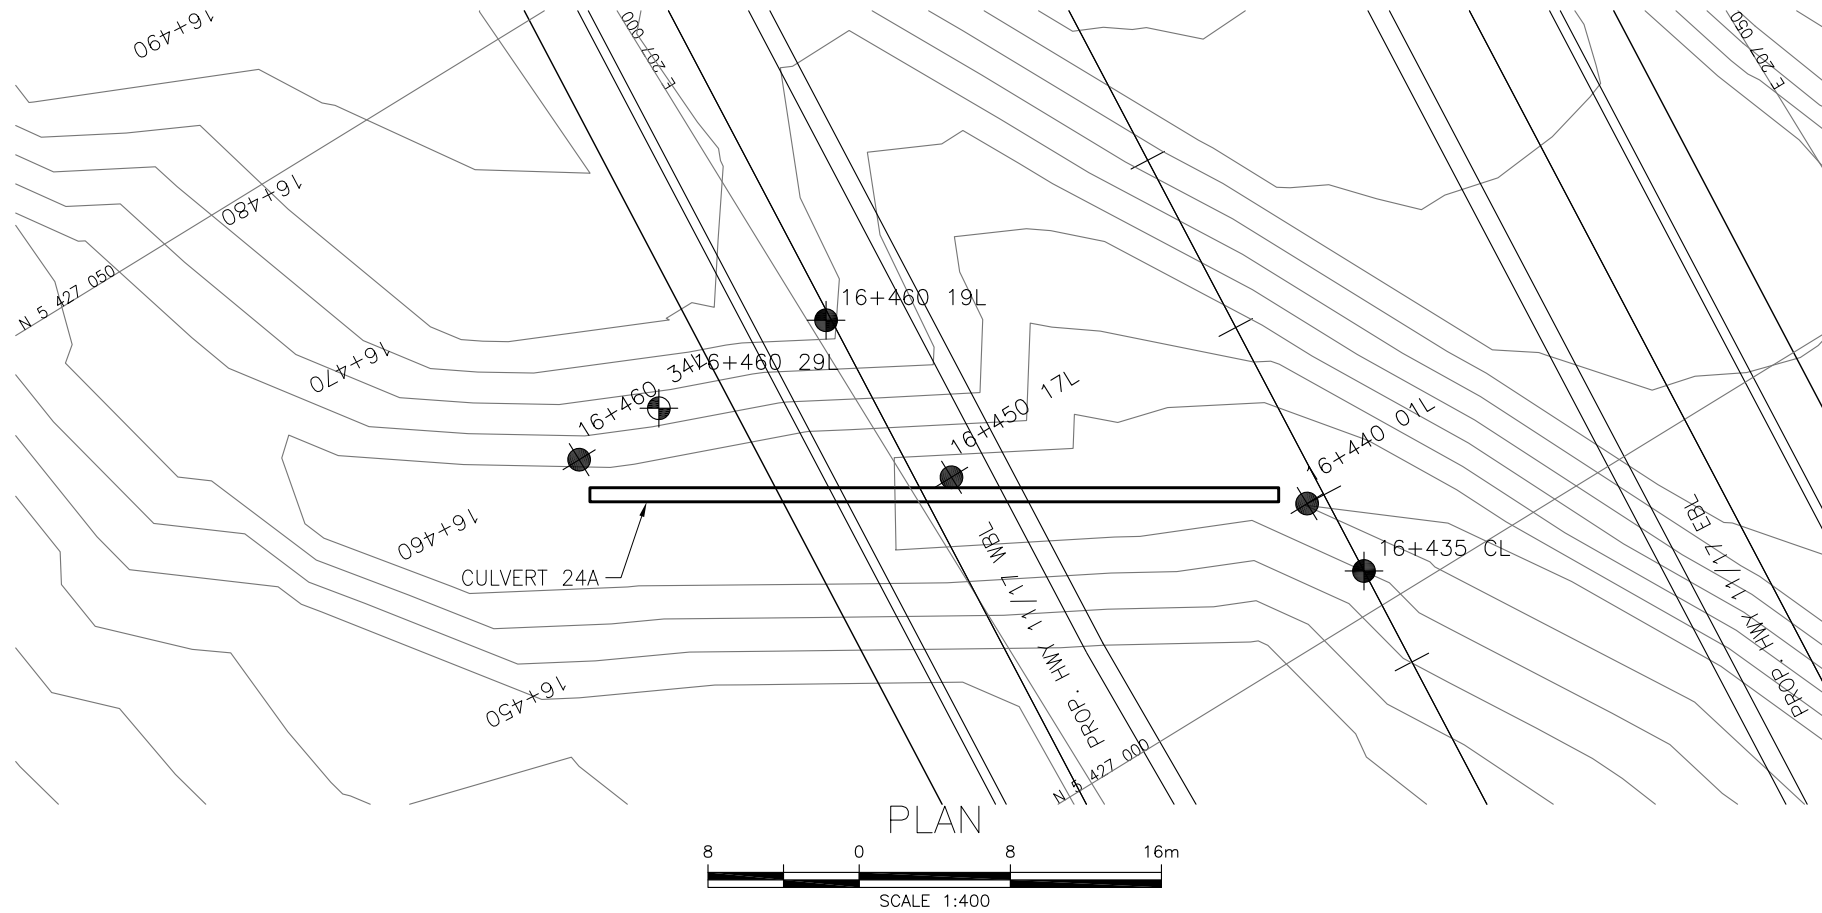 16+490
E 207 000
E 207 050
16+480
N 5 427 050
16+460 19L
16+470
16+460 34L
16+460 29L
16+450 17L
16+440 01L
16+460
CULVERT 24A
16+435 CL
PROP. HWY 11/17 WBL
PROP. HWY 11/17 EBL
16+450
N 5 427 000
PLAN
8 0 8 16m
SCALE 1:400